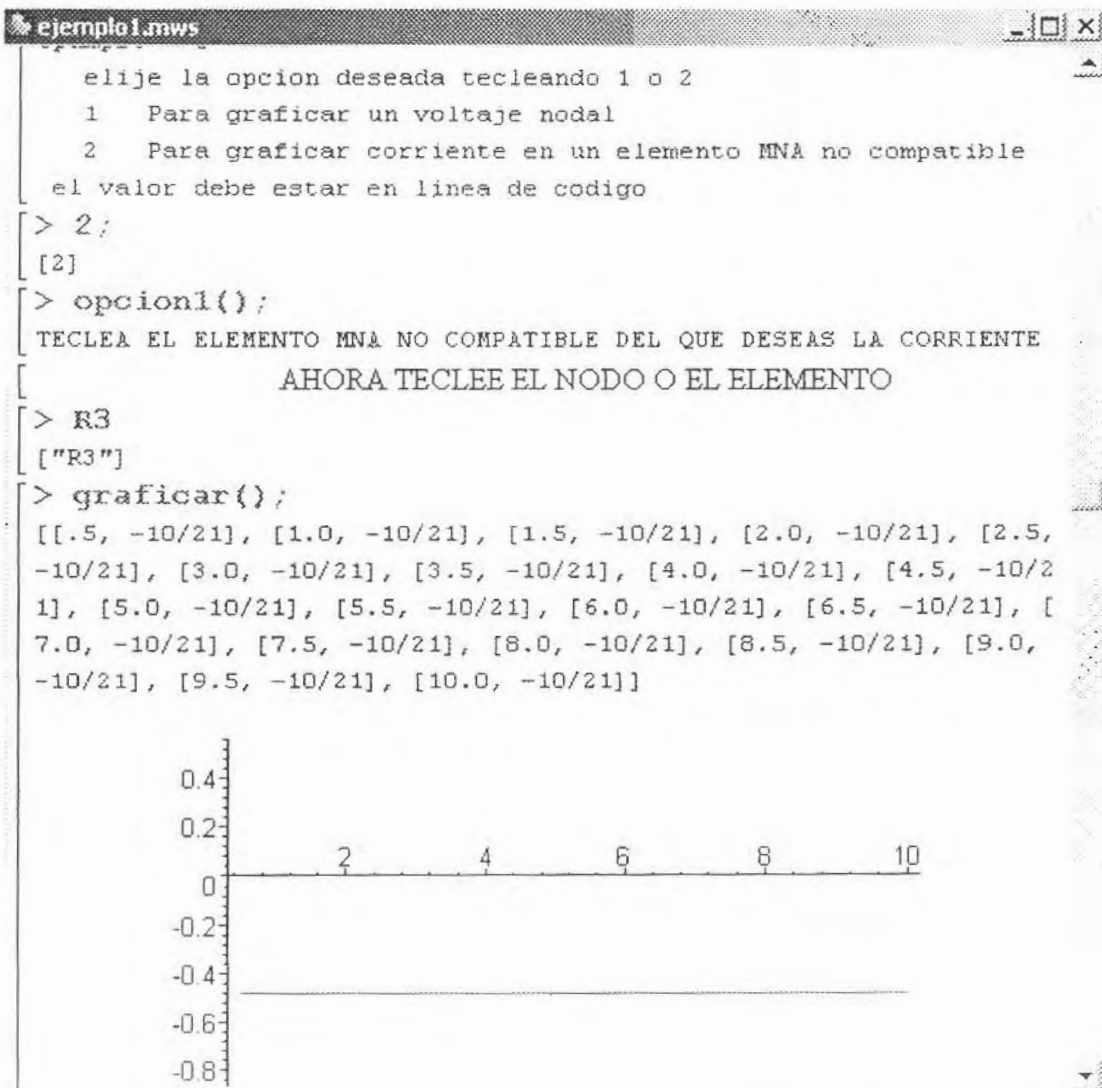 ejemplo1.mws
elije la opcion deseada tecleando 1 o 2
1 Para graficar un voltaje nodal
2 Para graficar corriente en un elemento MNA no compatible
el valor debe estar en linea de codigo
> 2;
[2]
> opcion1();
TECLEA EL ELEMENTO MNA NO COMPATIBLE DEL QUE DESEAS LA CORRIENTE
AHORA TECLEE EL NODO O EL ELEMENTO
> R3
["R3"]
> graficar();
[[.5, -10/21], [1.0, -10/21], [1.5, -10/21], [2.0, -10/21], [2.5,
-10/21], [3.0, -10/21], [3.5, -10/21], [4.0, -10/21], [4.5, -10/2
1], [5.0, -10/21], [5.5, -10/21], [6.0, -10/21], [6.5, -10/21], [
7.0, -10/21], [7.5, -10/21], [8.0, -10/21], [8.5, -10/21], [9.0,
-10/21], [9.5, -10/21], [10.0, -10/21]]
0.4
0.2
2 4 6 8 10
0
-0.2
-0.4
-0.6
-0.8